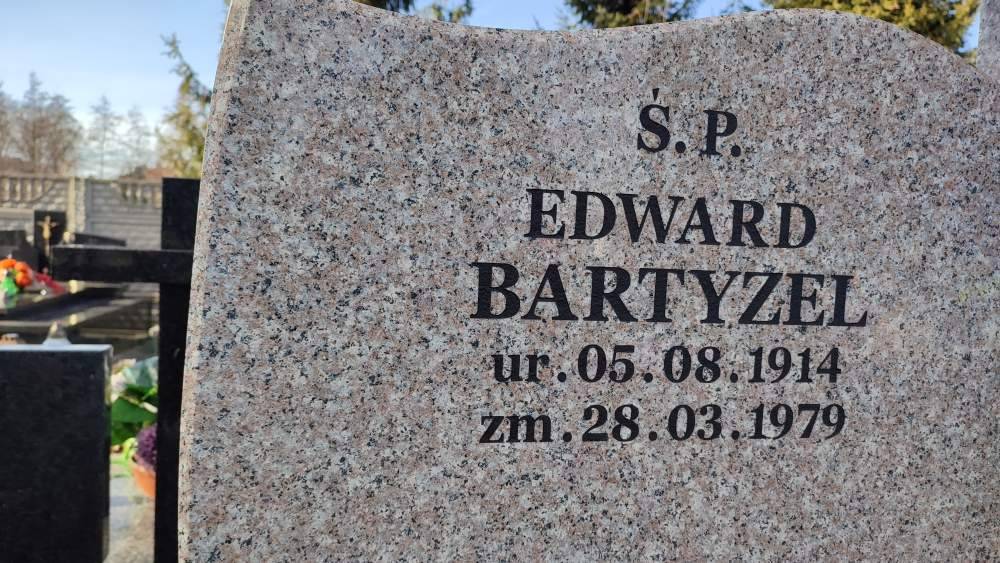 Ś.P.
EDWARD
BARTYZEL
ur.05.08.1914
zm.28.03.1979